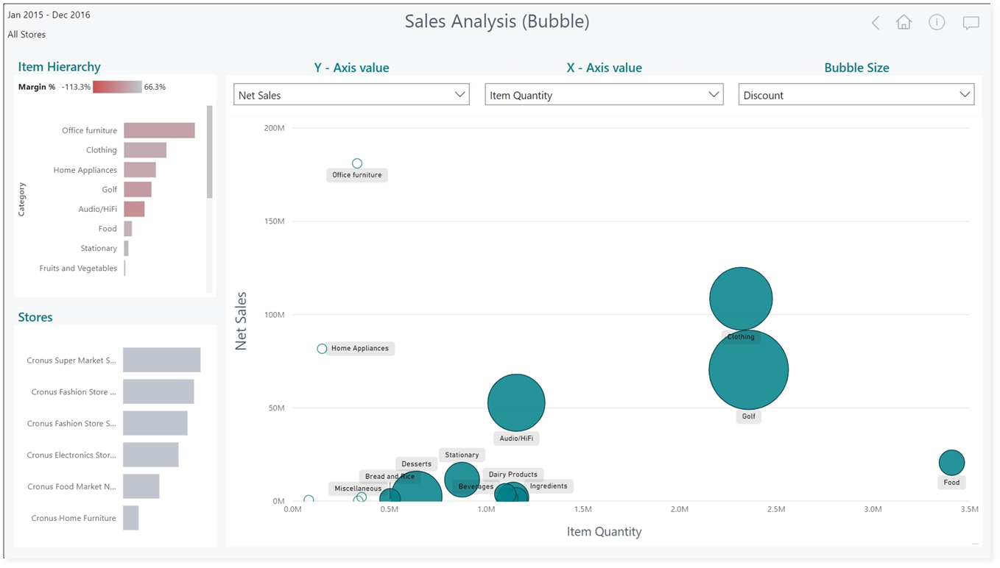 Jan 2015 - Dec 2016
All Stores
Sales Analysis (Bubble)
Item Hierarchy
Margin % -113.3% 66.3%
Category
Office furniture
Clothing
Home Appliances
Golf
Audio/HiFi
Food
Stationary
Fruits and Vegetables
Stores
Cronus Super Market S...
Cronus Fashion Store ...
Cronus Fashion Store S...
Cronus Electronics Stor...
Cronus Food Market N...
Cronus Home Furniture
Y - Axis value
X - Axis value
Bubble Size
Net Sales
Item Quantity
Discount
Net Sales
200M
150M
100M
50M
0M
Office furniture
Home Appliances
Clothing
Golf
Audio/HiFi
Food
Stationary
Desserts
Bread and Rice
Dairy Products
Miscellaneous
Beverages
Ingredients
0.0M
0.5M
1.0M
1.5M
2.0M
2.5M
3.0M
3.5M
Item Quantity